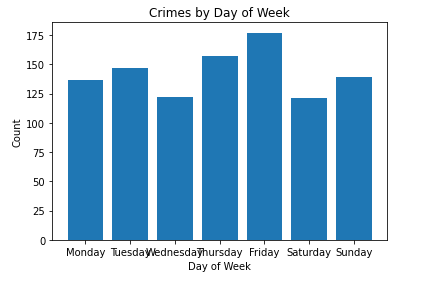 Crimes by Day of Week
175
150
125
100
75
50
25
0
Count
Monday Tuesday Wednesday Thursday Friday Saturday Sunday
Day of Week